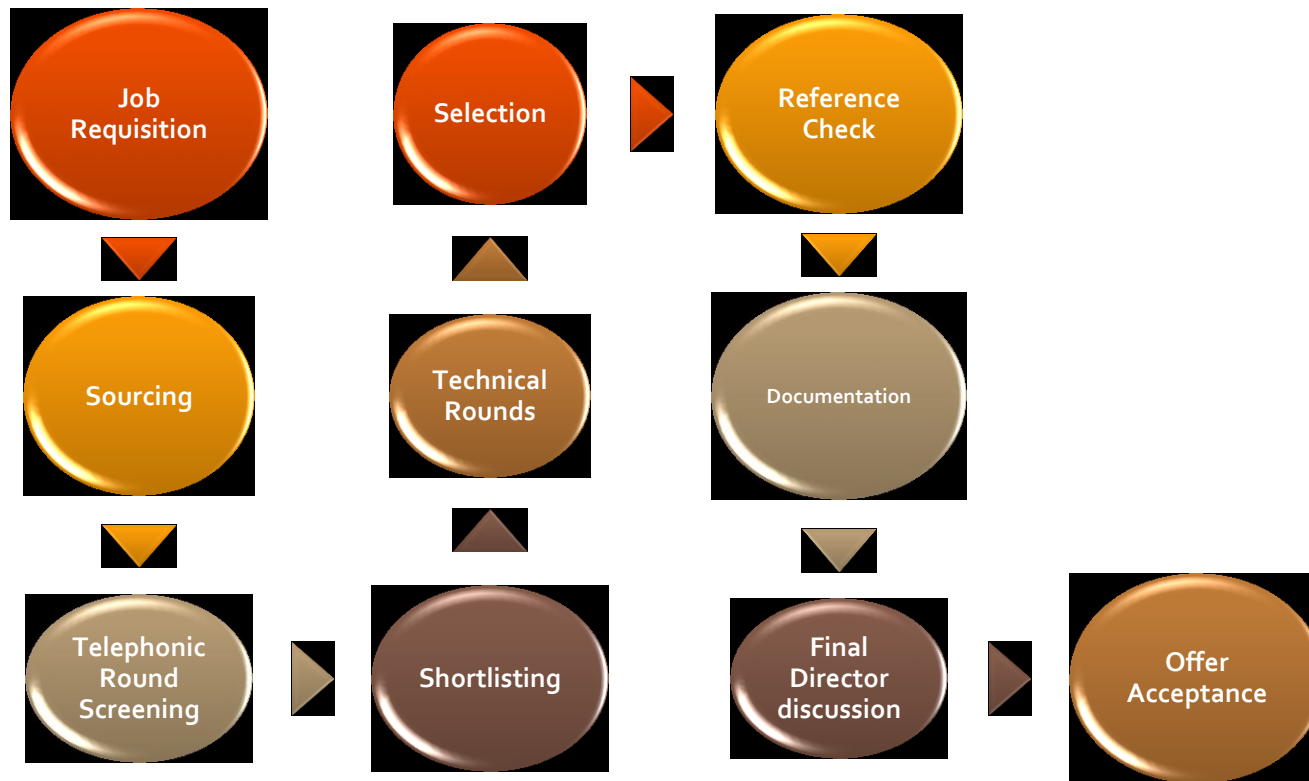 Job
Requisition
Sourcing
Telephonic
Round
Screening
Shortlisting
Technical
Rounds
Selection
Reference
Check
Documentation
Final
Director
discussion
Offer
Acceptance